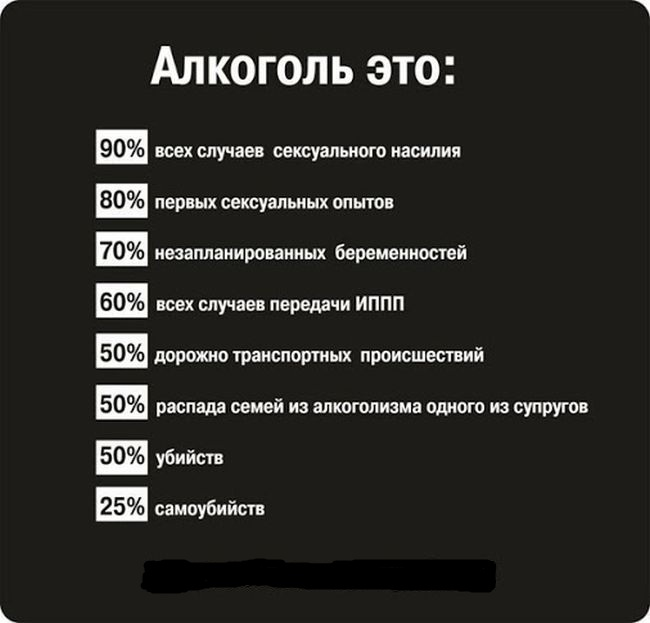 Алкоголь это:
90% всех случаев сексуального насилия
80% первых сексуальных опытов
70% незапланированных беременностей
60% всех случаев передачи ИППП
50% дорожно транспортных происшествий
50% распада семей из алкоголизма одного из супругов
50% убийств
25% самоубийств